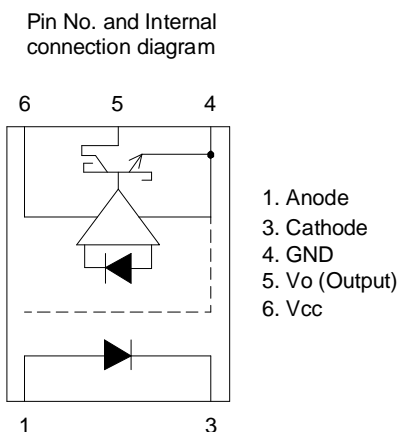 Pin No. and Internal
connection diagram
6 5 4
1. Anode
3. Cathode
4. GND
5. Vo (Output)
6. Vcc
1 3